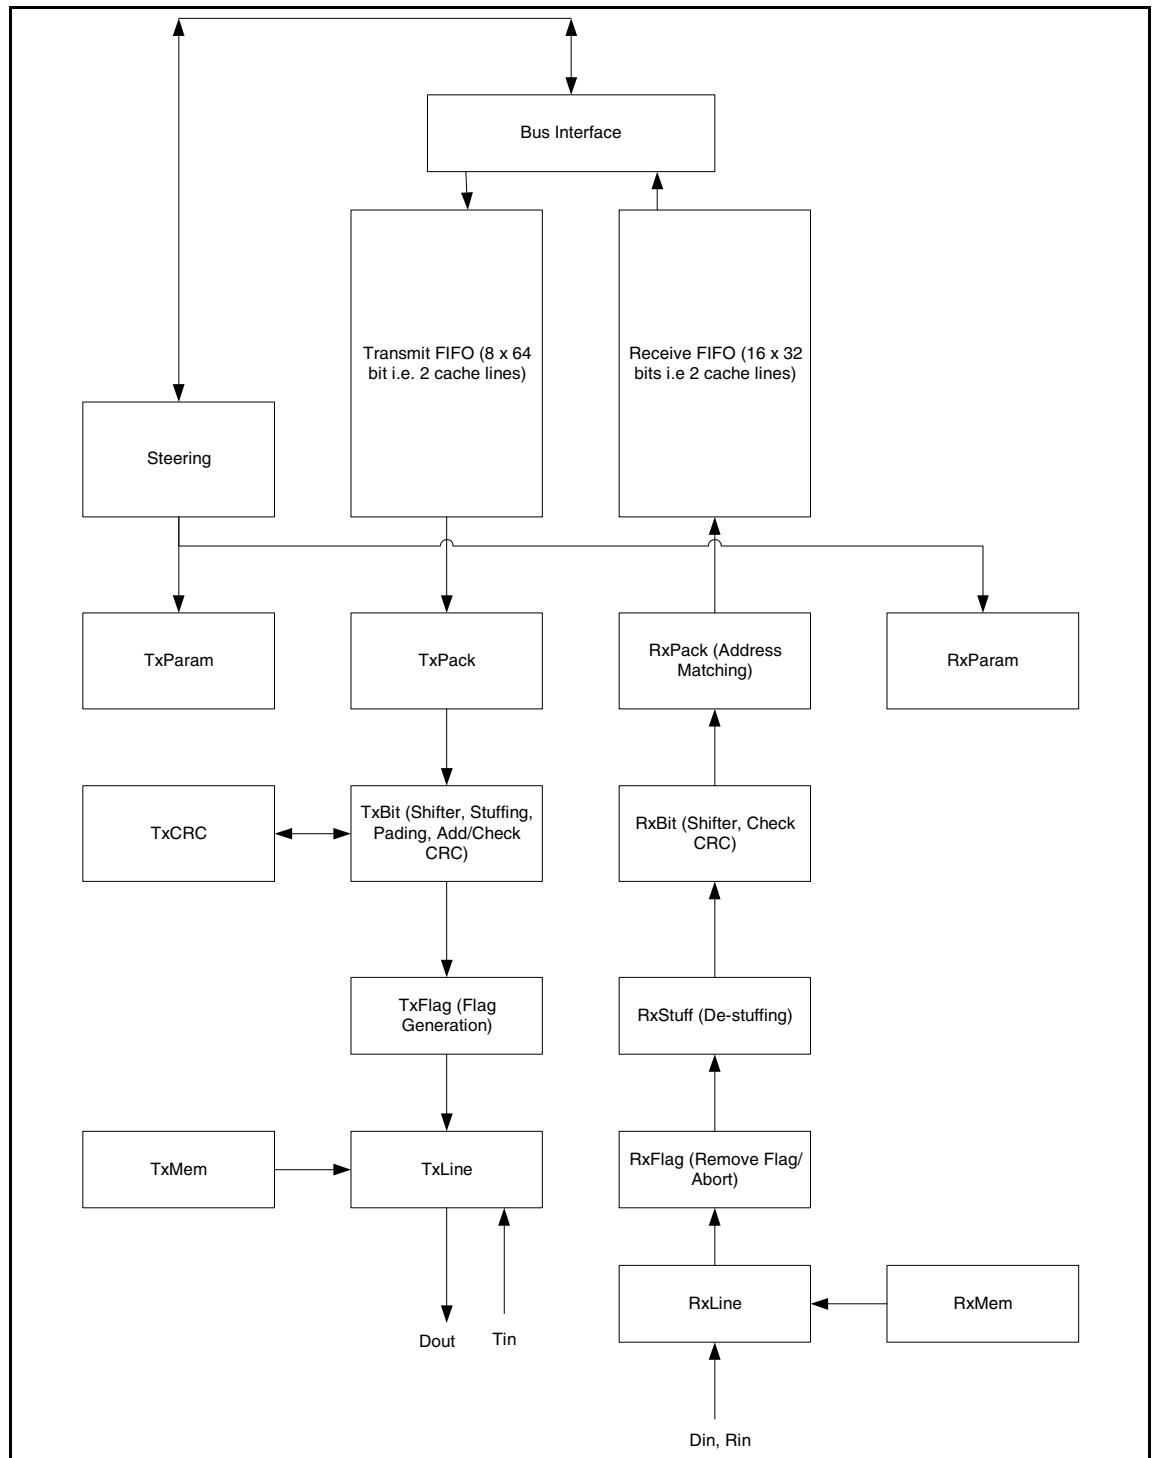 Bus Interface
Transmit FIFO (8 x 64
bit i.e. 2 cache lines)
Receive FIFO (16 x 32
bits i.e 2 cache lines)
Steering
TxParam
TxPack
RxPack (Address
Matching)
RxParam
TxCRC
TxBit (Shifter, Stuffing,
Pading, Add/Check
CRC)
RxBit (Shifter, Check
CRC)
TxFlag (Flag
Generation)
RxStuff (De-stuffing)
TxMem
TxLine
RxFlag (Remove Flag/
Abort)
RxLine
RxMem
Dout
Tin
Din, Rin